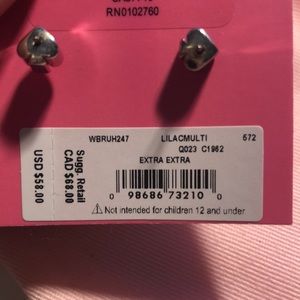 RN0102760
WBRUH247 LILACMULTI 572
Q023 C1962
EXTRA EXTRA
Sugg. Retail
CAD $68.00
USD $58.00
0 98686 73210 0
⚠ Not intended for children 12 and under